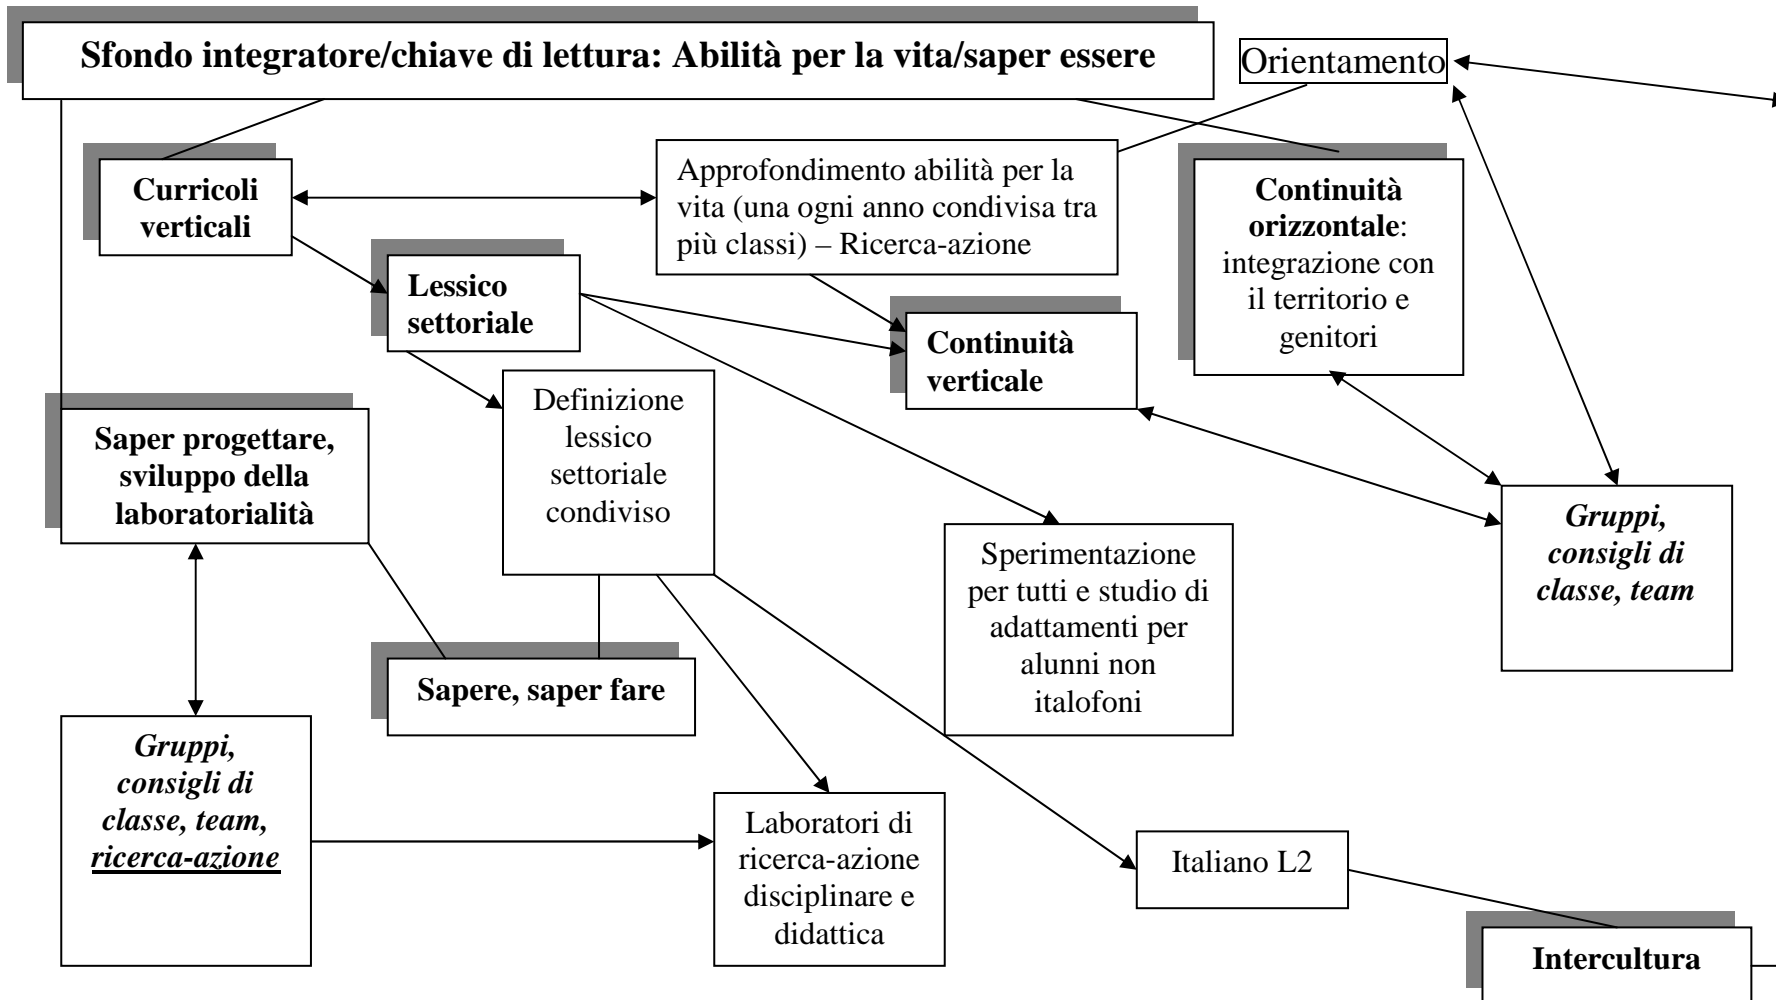 Sfondo integratore/chiave di lettura: Abilità per la vita/saper essere
Orientamento
Curricoli
verticali
Approfondimento abilità per la
vita (una ogni anno condivisa tra
più classi) – Ricerca-azione
Continuità
orizzontale:
integrazione con
il territorio e
genitori
Lessico
settoriale
Continuità
verticale
Definizione
lessico
settoriale
condiviso
Saper progettare,
sviluppo della
laboratorialità
Gruppi,
consigli di
classe, team
Sperimentazione
per tutti e studio di
adattamenti per
alunni non
italofoni
Sapere, saper fare
Gruppi,
consigli di
classe, team,
ricerca-azione
Laboratori di
ricerca-azione
disciplinare e
didattica
Italiano L2
Intercultura